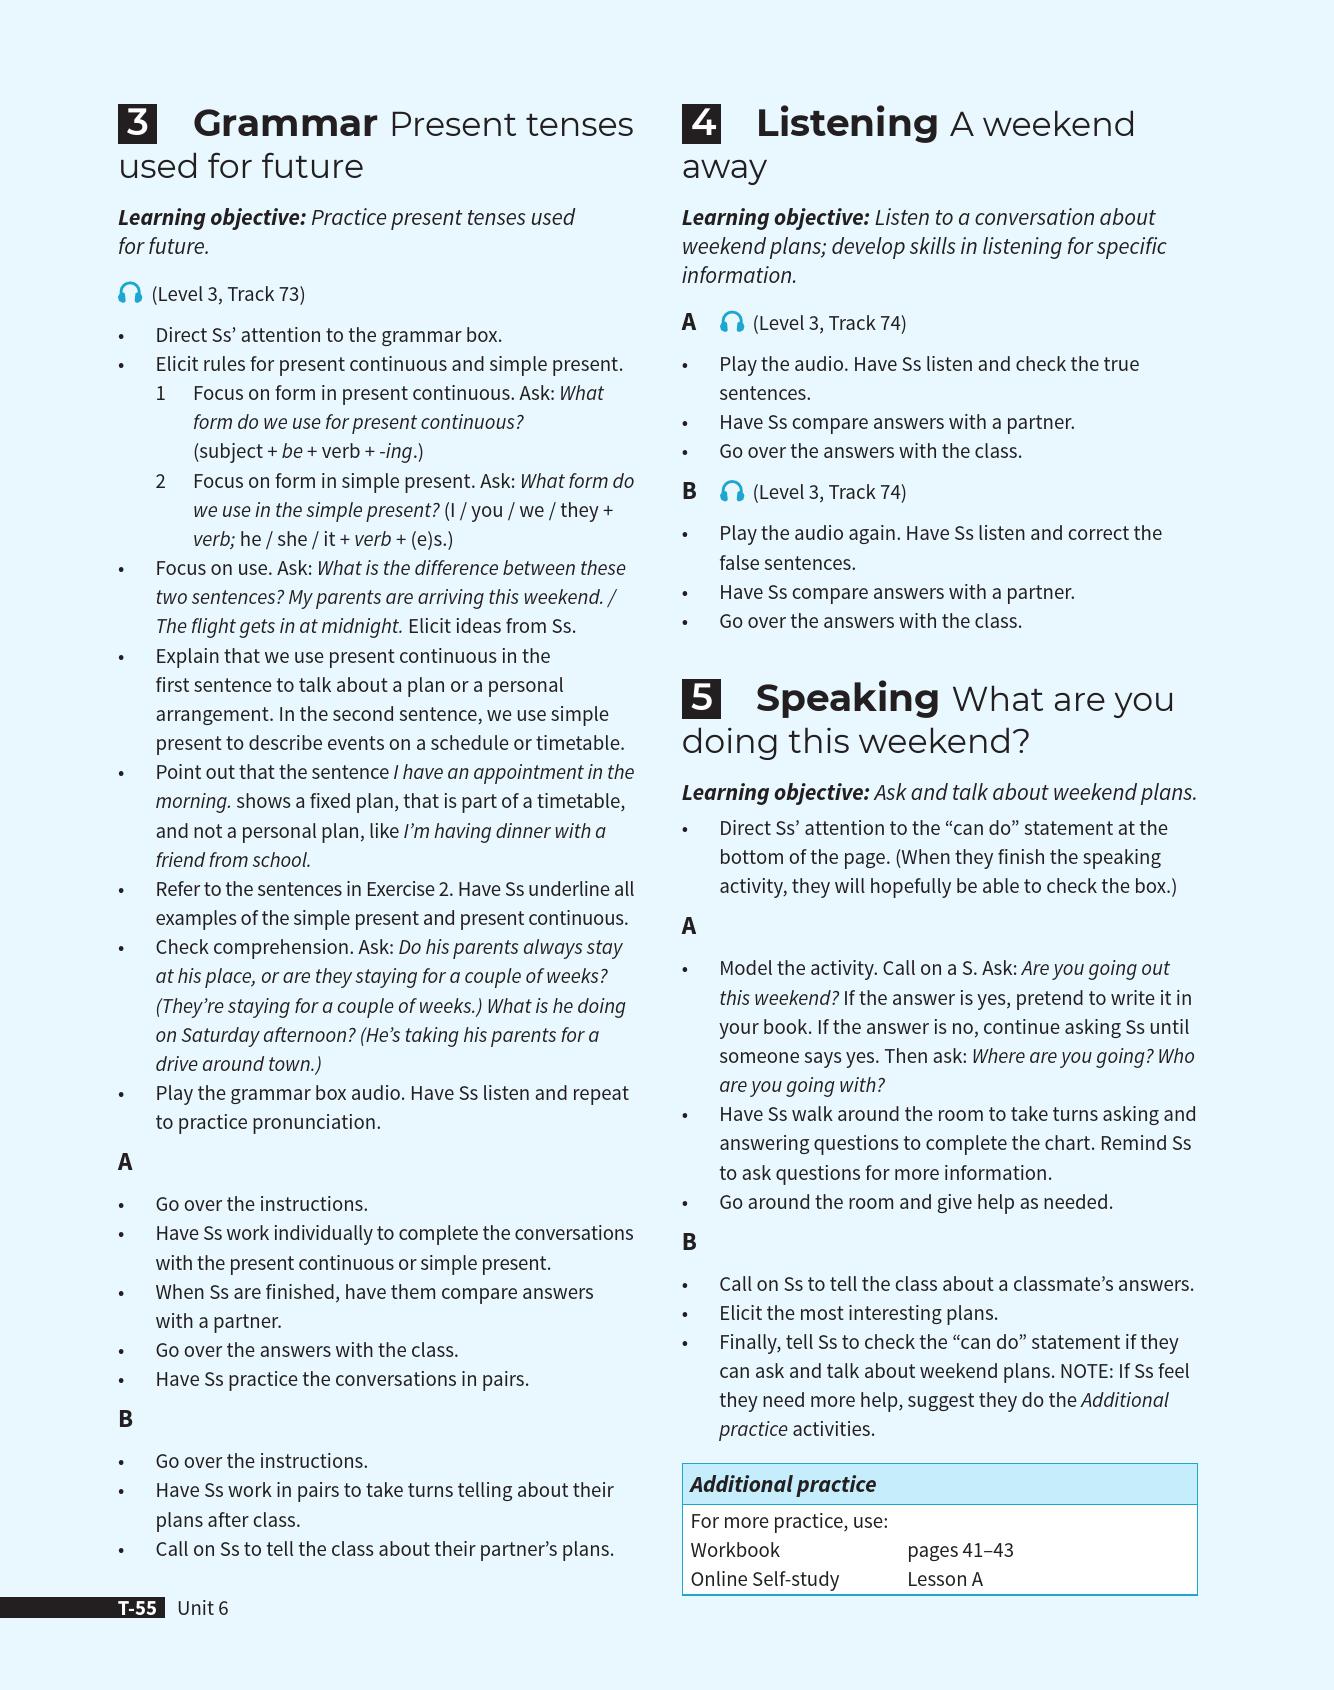 3 Grammar Present tenses
used for future
Learning objective: Practice present tenses used
for future.
(Level 3, Track 73)
• Direct Ss’ attention to the grammar box.
• Elicit rules for present continuous and simple present.
1 Focus on form in present continuous. Ask: What
form do we use for present continuous?
(subject + be + verb + -ing.)
2 Focus on form in simple present. Ask: What form do
we use in the simple present? (I / you / we / they +
verb; he / she / it + verb + (e)s.)
• Focus on use. Ask: What is the difference between these
two sentences? My parents are arriving this weekend. /
The flight gets in at midnight. Elicit ideas from Ss.
• Explain that we use present continuous in the
first sentence to talk about a plan or a personal
arrangement. In the second sentence, we use simple
present to describe events on a schedule or timetable.
• Point out that the sentence I have an appointment in the
morning. shows a fixed plan, that is part of a timetable,
and not a personal plan, like I’m having dinner with a
friend from school.
• Refer to the sentences in Exercise 2. Have Ss underline all
examples of the simple present and present continuous.
• Check comprehension. Ask: Do his parents always stay
at his place, or are they staying for a couple of weeks?
(They’re staying for a couple of weeks.) What is he doing
on Saturday afternoon? (He’s taking his parents for a
drive around town.)
• Play the grammar box audio. Have Ss listen and repeat
to practice pronunciation.
A
• Go over the instructions.
• Have Ss work individually to complete the conversations
with the present continuous or simple present.
• When Ss are finished, have them compare answers
with a partner.
• Go over the answers with the class.
• Have Ss practice the conversations in pairs.
B
• Go over the instructions.
• Have Ss work in pairs to take turns telling about their
plans after class.
• Call on Ss to tell the class about their partner’s plans.
4 Listening A weekend
away
Learning objective: Listen to a conversation about
weekend plans; develop skills in listening for specific
information.
A (Level 3, Track 74)
• Play the audio. Have Ss listen and check the true
sentences.
• Have Ss compare answers with a partner.
• Go over the answers with the class.
B (Level 3, Track 74)
• Play the audio again. Have Ss listen and correct the
false sentences.
• Have Ss compare answers with a partner.
• Go over the answers with the class.
5 Speaking What are you
doing this weekend?
Learning objective: Ask and talk about weekend plans.
• Direct Ss’ attention to the “can do” statement at the
bottom of the page. (When they finish the speaking
activity, they will hopefully be able to check the box.)
A
• Model the activity. Call on a S. Ask: Are you going out
this weekend? If the answer is yes, pretend to write it in
your book. If the answer is no, continue asking Ss until
someone says yes. Then ask: Where are you going? Who
are you going with?
• Have Ss walk around the room to take turns asking and
answering questions to complete the chart. Remind Ss
to ask questions for more information.
• Go around the room and give help as needed.
B
• Call on Ss to tell the class about a classmate’s answers.
• Elicit the most interesting plans.
• Finally, tell Ss to check the “can do” statement if they
can ask and talk about weekend plans. NOTE: If Ss feel
they need more help, suggest they do the Additional
practice activities.
Additional practice
For more practice, use:
Workbook pages 41–43
Online Self-study Lesson A
T-55 Unit 6